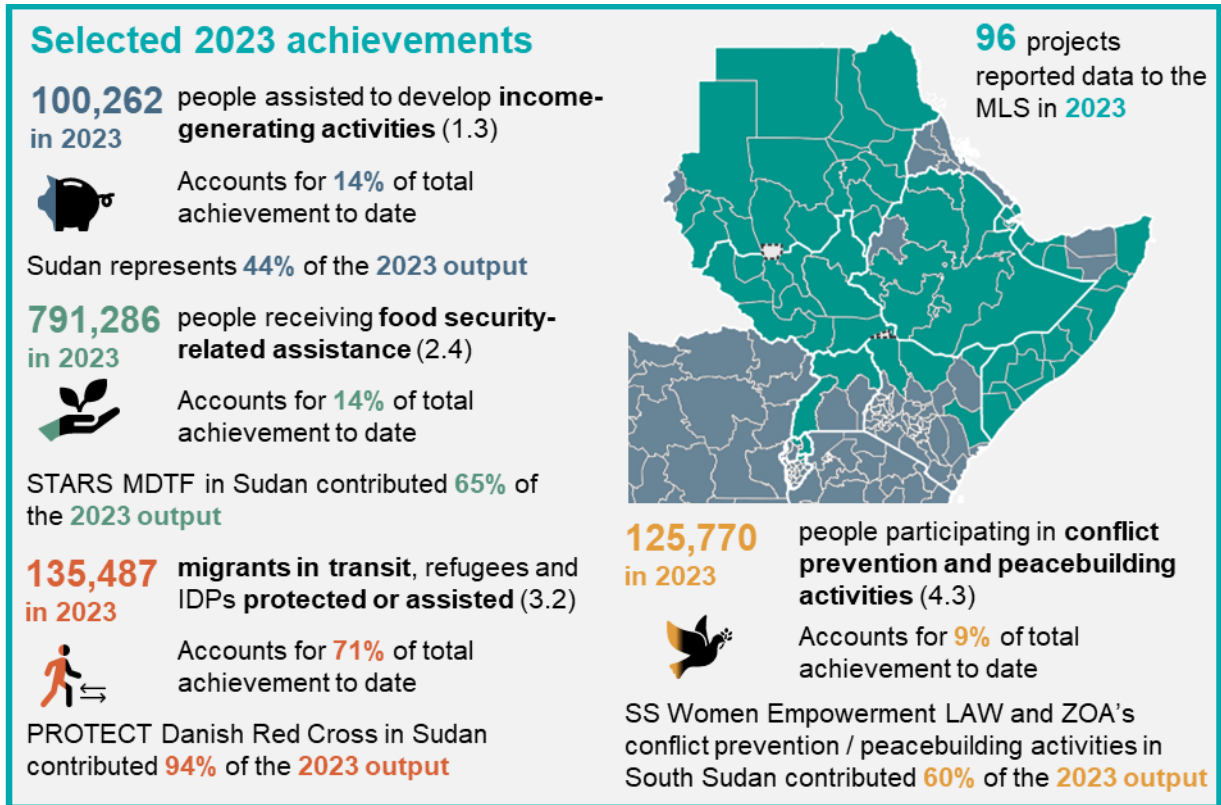 Selected 2023 achievements
100,262
in 2023
people assisted to develop income-
generating activities (1.3)
Accounts for 14% of total
achievement to date
Sudan represents 44% of the 2023 output
791,286
in 2023
people receiving food security-
related assistance (2.4)
Accounts for 14% of total
achievement to date
STARS MDTF in Sudan contributed 65% of
the 2023 output
135,487
in 2023
migrants in transit, refugees and
IDPs protected or assisted (3.2)
Accounts for 71% of total
achievement to date
PROTECT Danish Red Cross in Sudan
contributed 94% of the 2023 output
96 projects
reported data to the
MLS in 2023
125,770
in 2023
people participating in conflict
prevention and peacebuilding
activities (4.3)
Accounts for 9% of total
achievement to date
SS Women Empowerment LAW and ZOA's
conflict prevention / peacebuilding activities in
South Sudan contributed 60% of the 2023 output